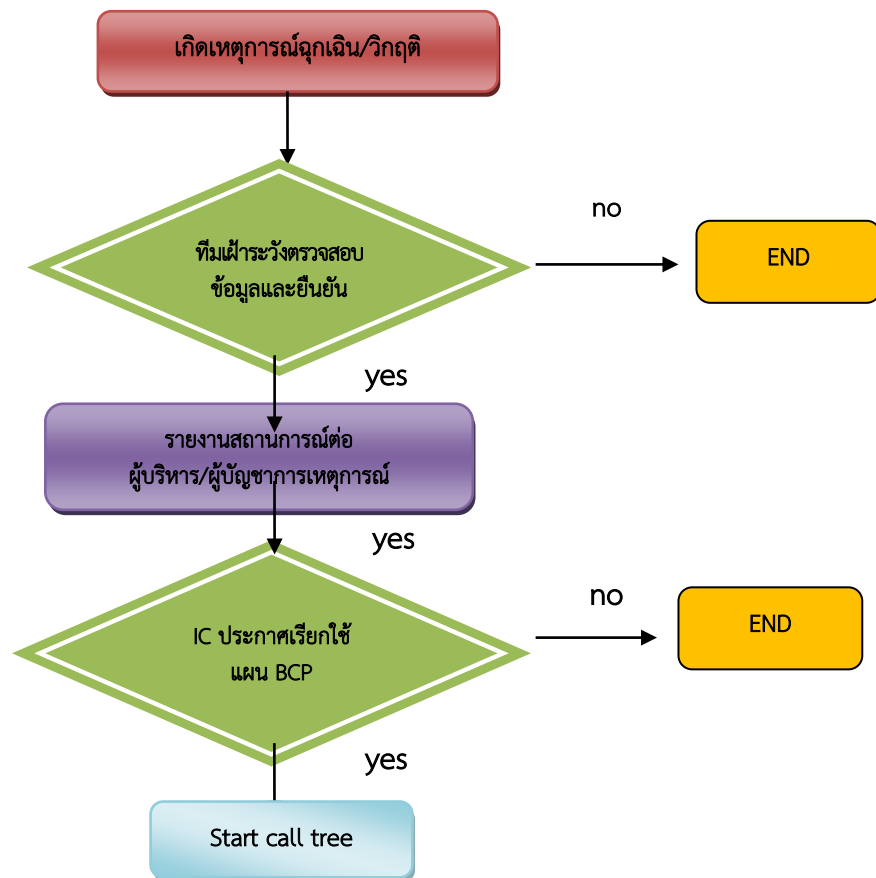 เกิดเหตุการณ์ฉุกเฉิน/วิกฤติ
no
ทีมเฝ้าระวังตรวจสอบ
ข้อมูลและยืนยัน
END
yes
รายงานสถานการณ์ต่อ
ผู้บริหาร/ผู้บัญชาการเหตุการณ์
yes
no
IC ประกาศเรียกใช้
แผน BCP
END
yes
Start call tree